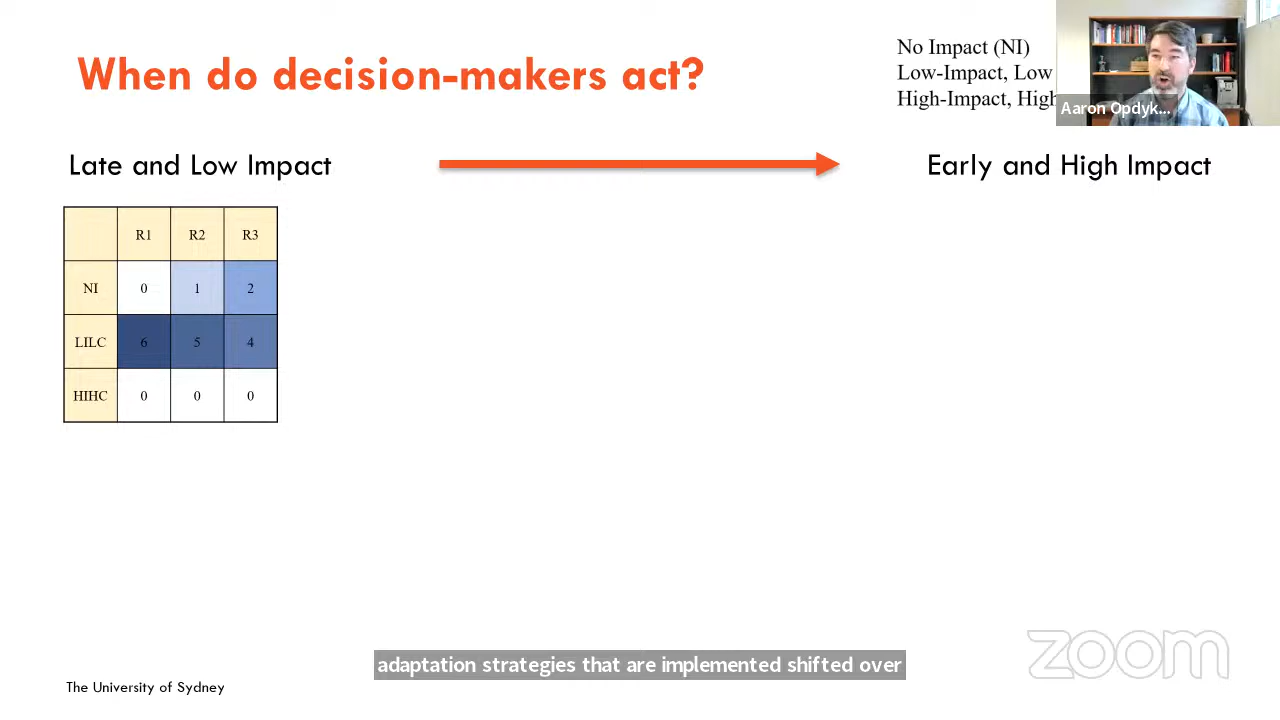 When do decision-makers act?
No Impact (NI)
Low-Impact, Low
High-Impact, High
Aaron Opdyk...
Late and Low Impact
Early and High Impact
R1 R2 R3
NI 0 1 2
LILC 6 5 4
HIHC 0 0 0
adaptation strategies that are implemented shifted over
zoom
The University of Sydney